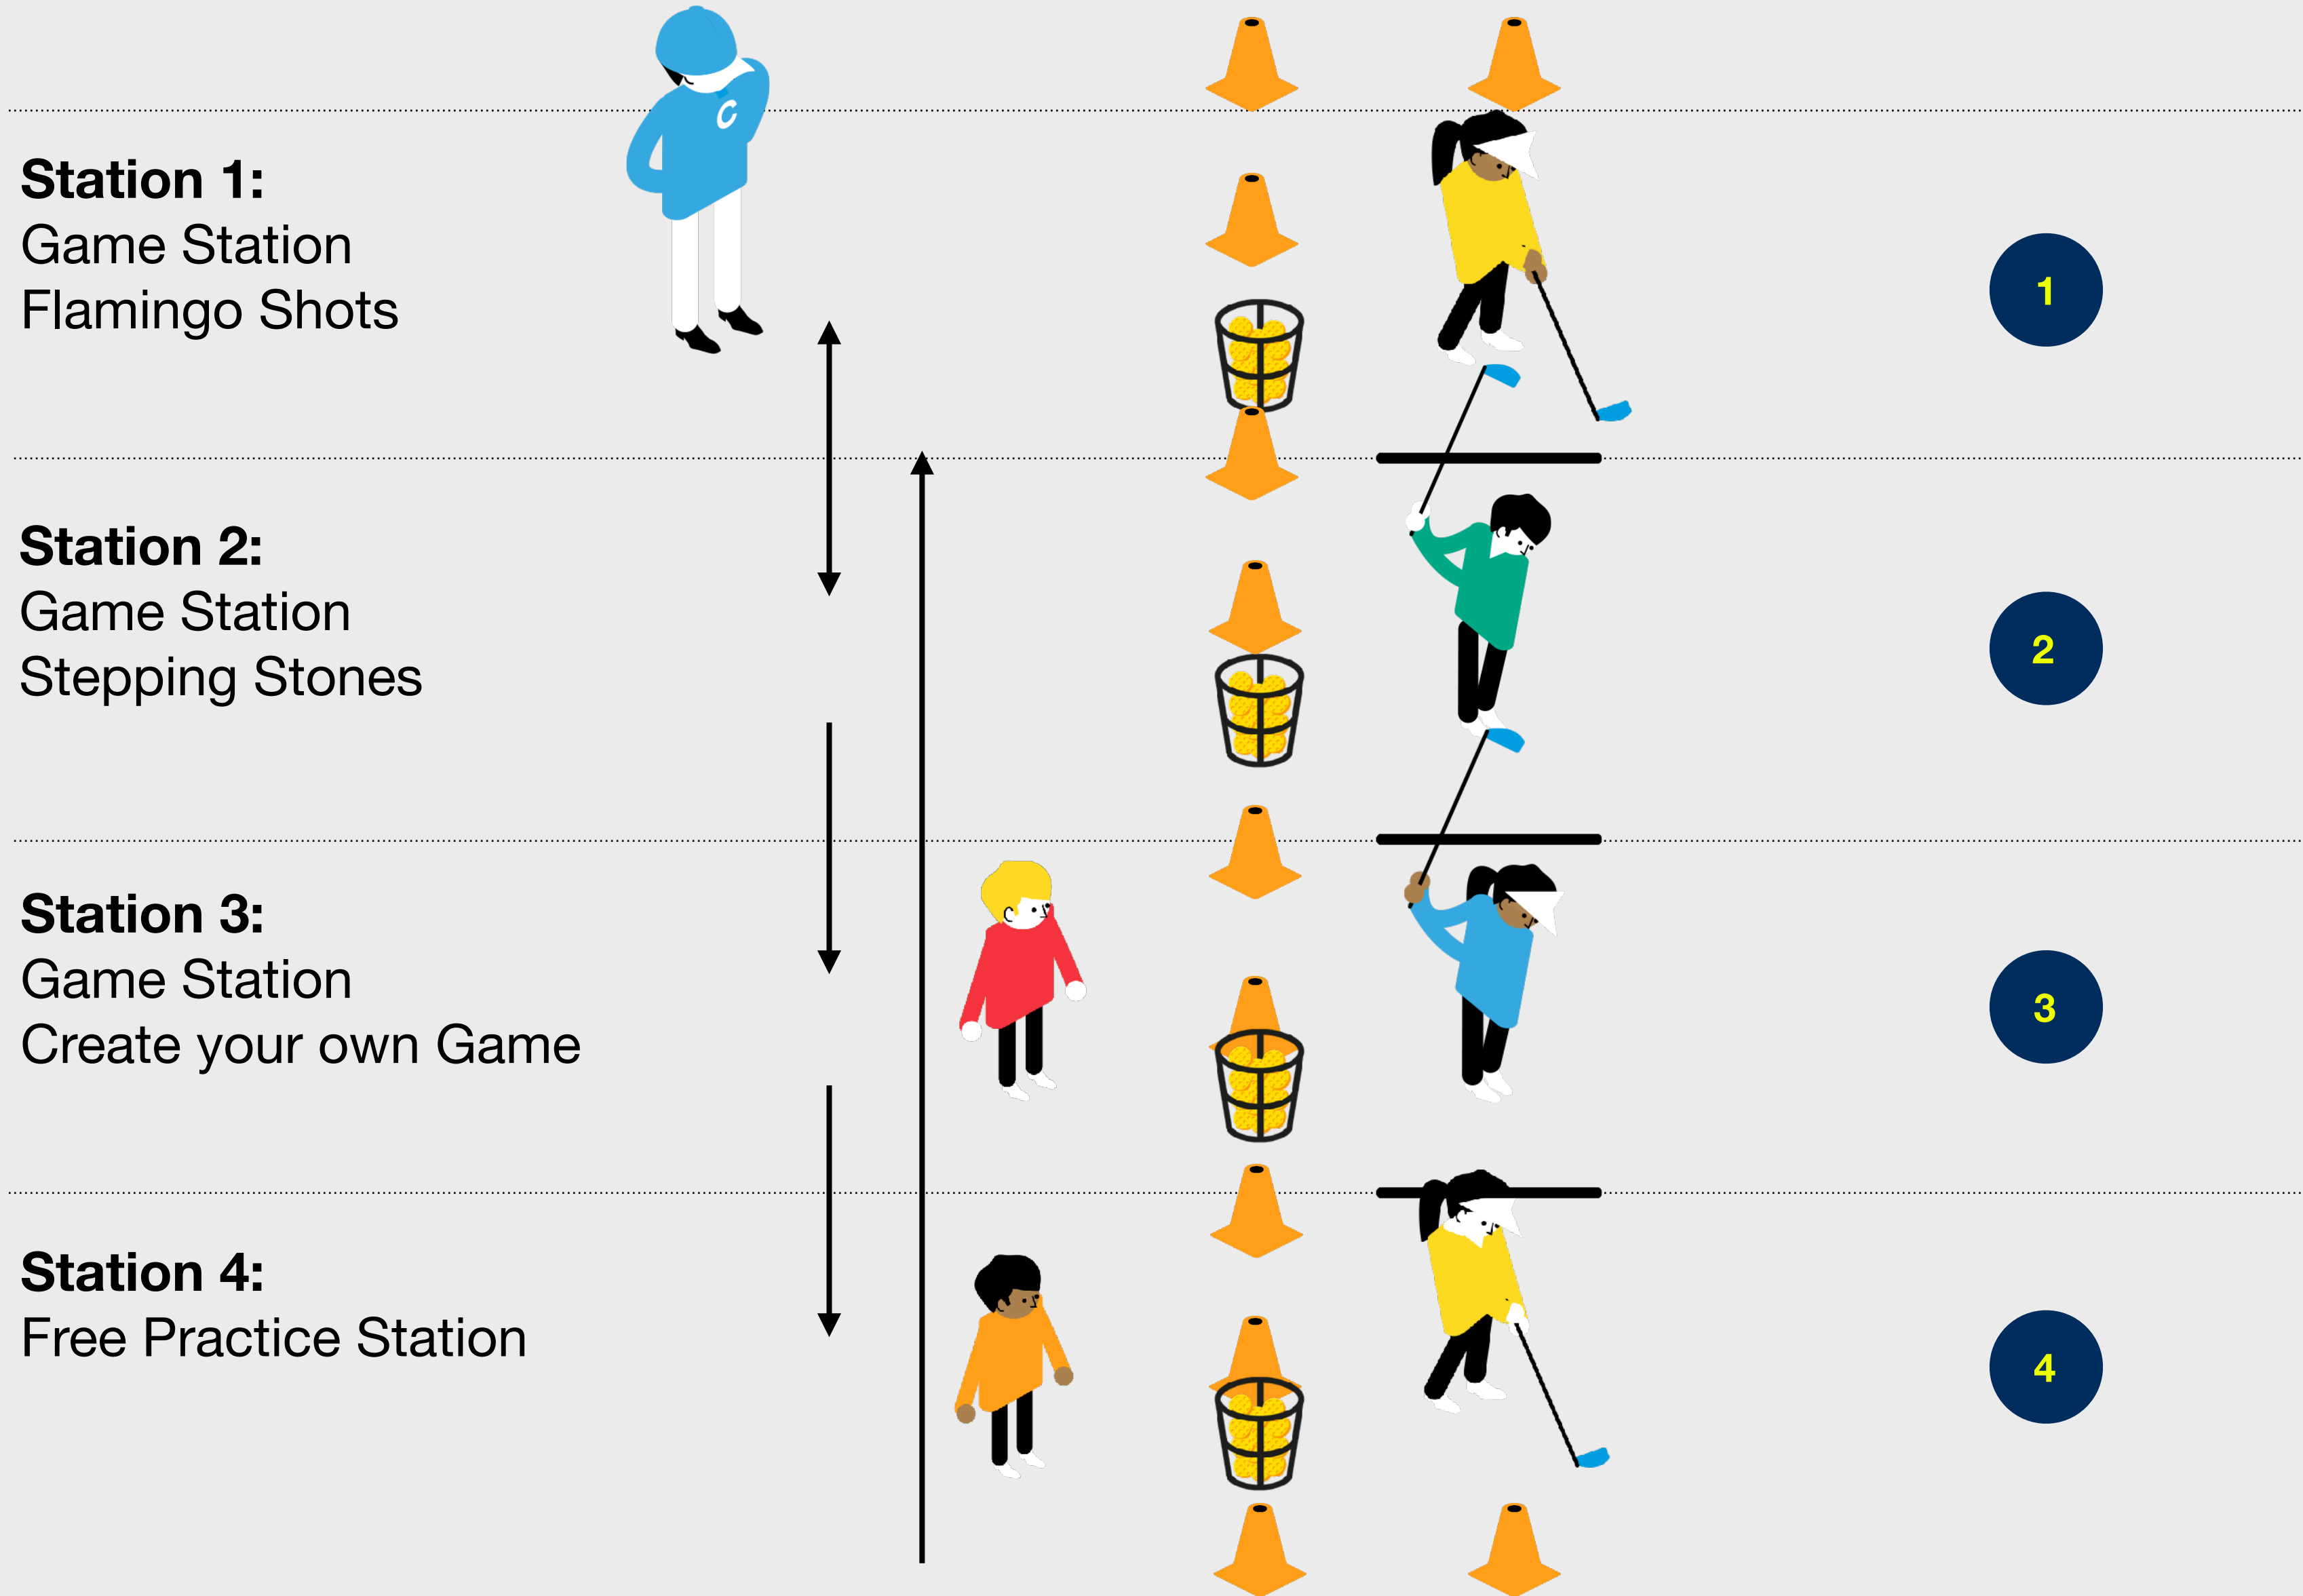 C
Station 1:
Game Station
Flamingo Shots
1
Station 2:
Game Station
Stepping Stones
2
Station 3:
Game Station
Create your own Game
3
Station 4:
Free Practice Station
4